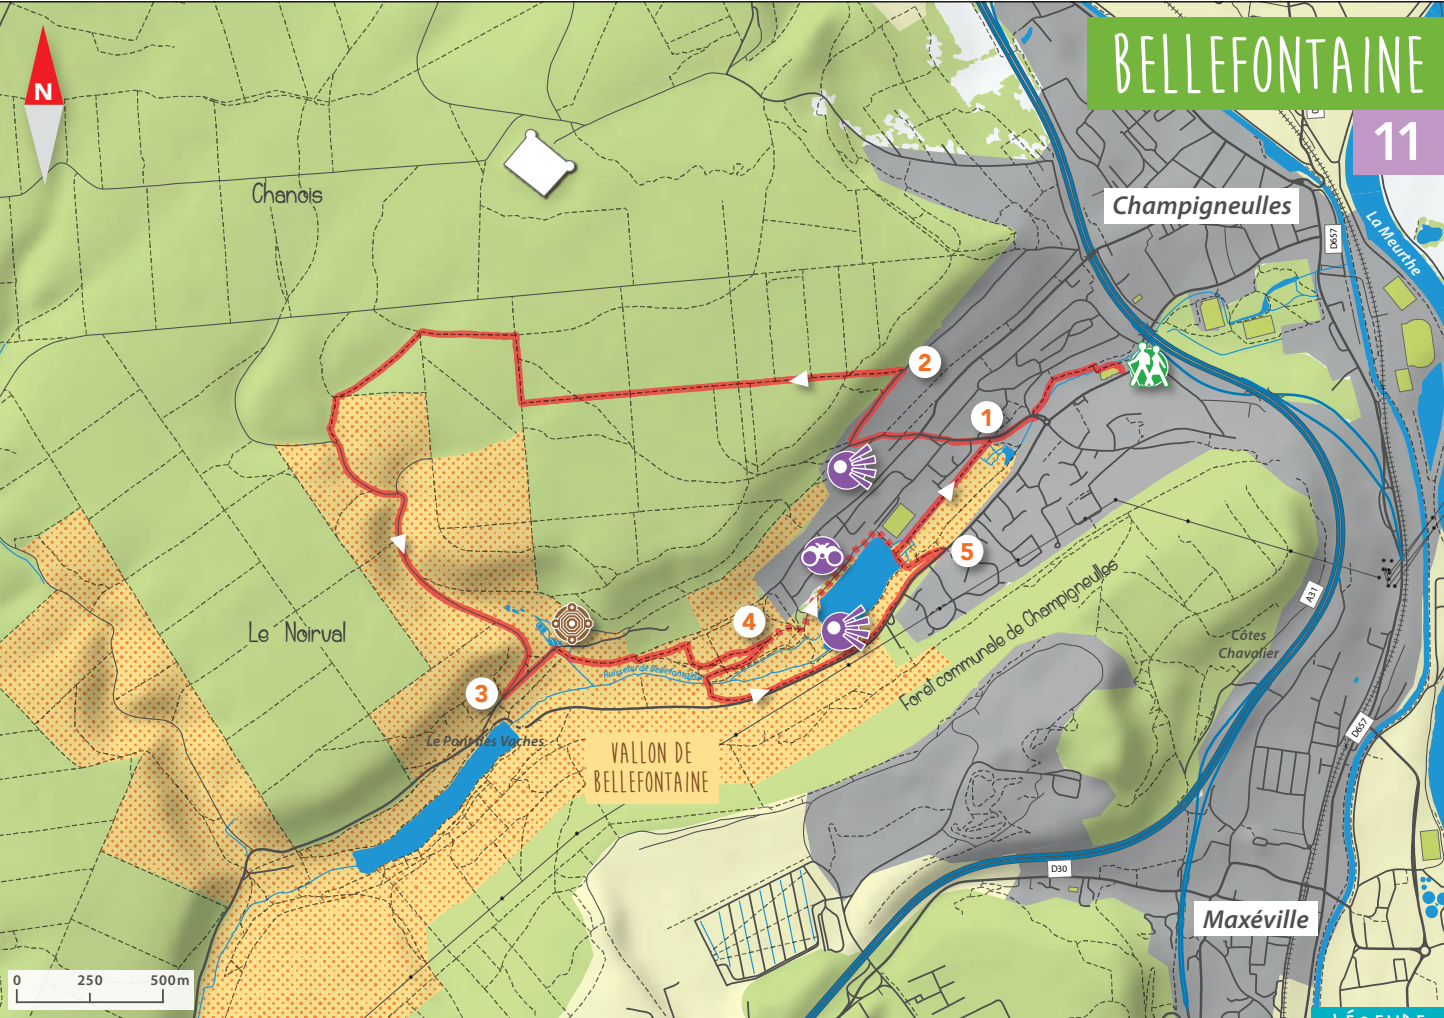 BELLEFONTAINE
11
N
Chanois
Champigneulles
D657
La Meurthe
2
1
5
4
3
Le Noirval
Ruisseau de Bellefontaine
Forêt communale de Champigneulles
A31
Côtes
Chavalier
Le Pont des Vaches
VALLON DE
BELLEFONTAINE
D657
D30
Maxéville
0 250 500m
LÉGENDE